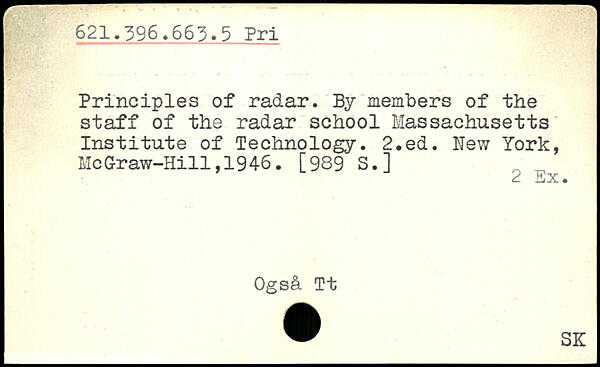 621.396.663.5 Pri
Principles of radar. By members of the
staff of the radar school Massachusetts
Institute of Technology. 2.ed. New York,
McGraw-Hill,1946. [989 S.]
2 Ex.
Også Tt
SK